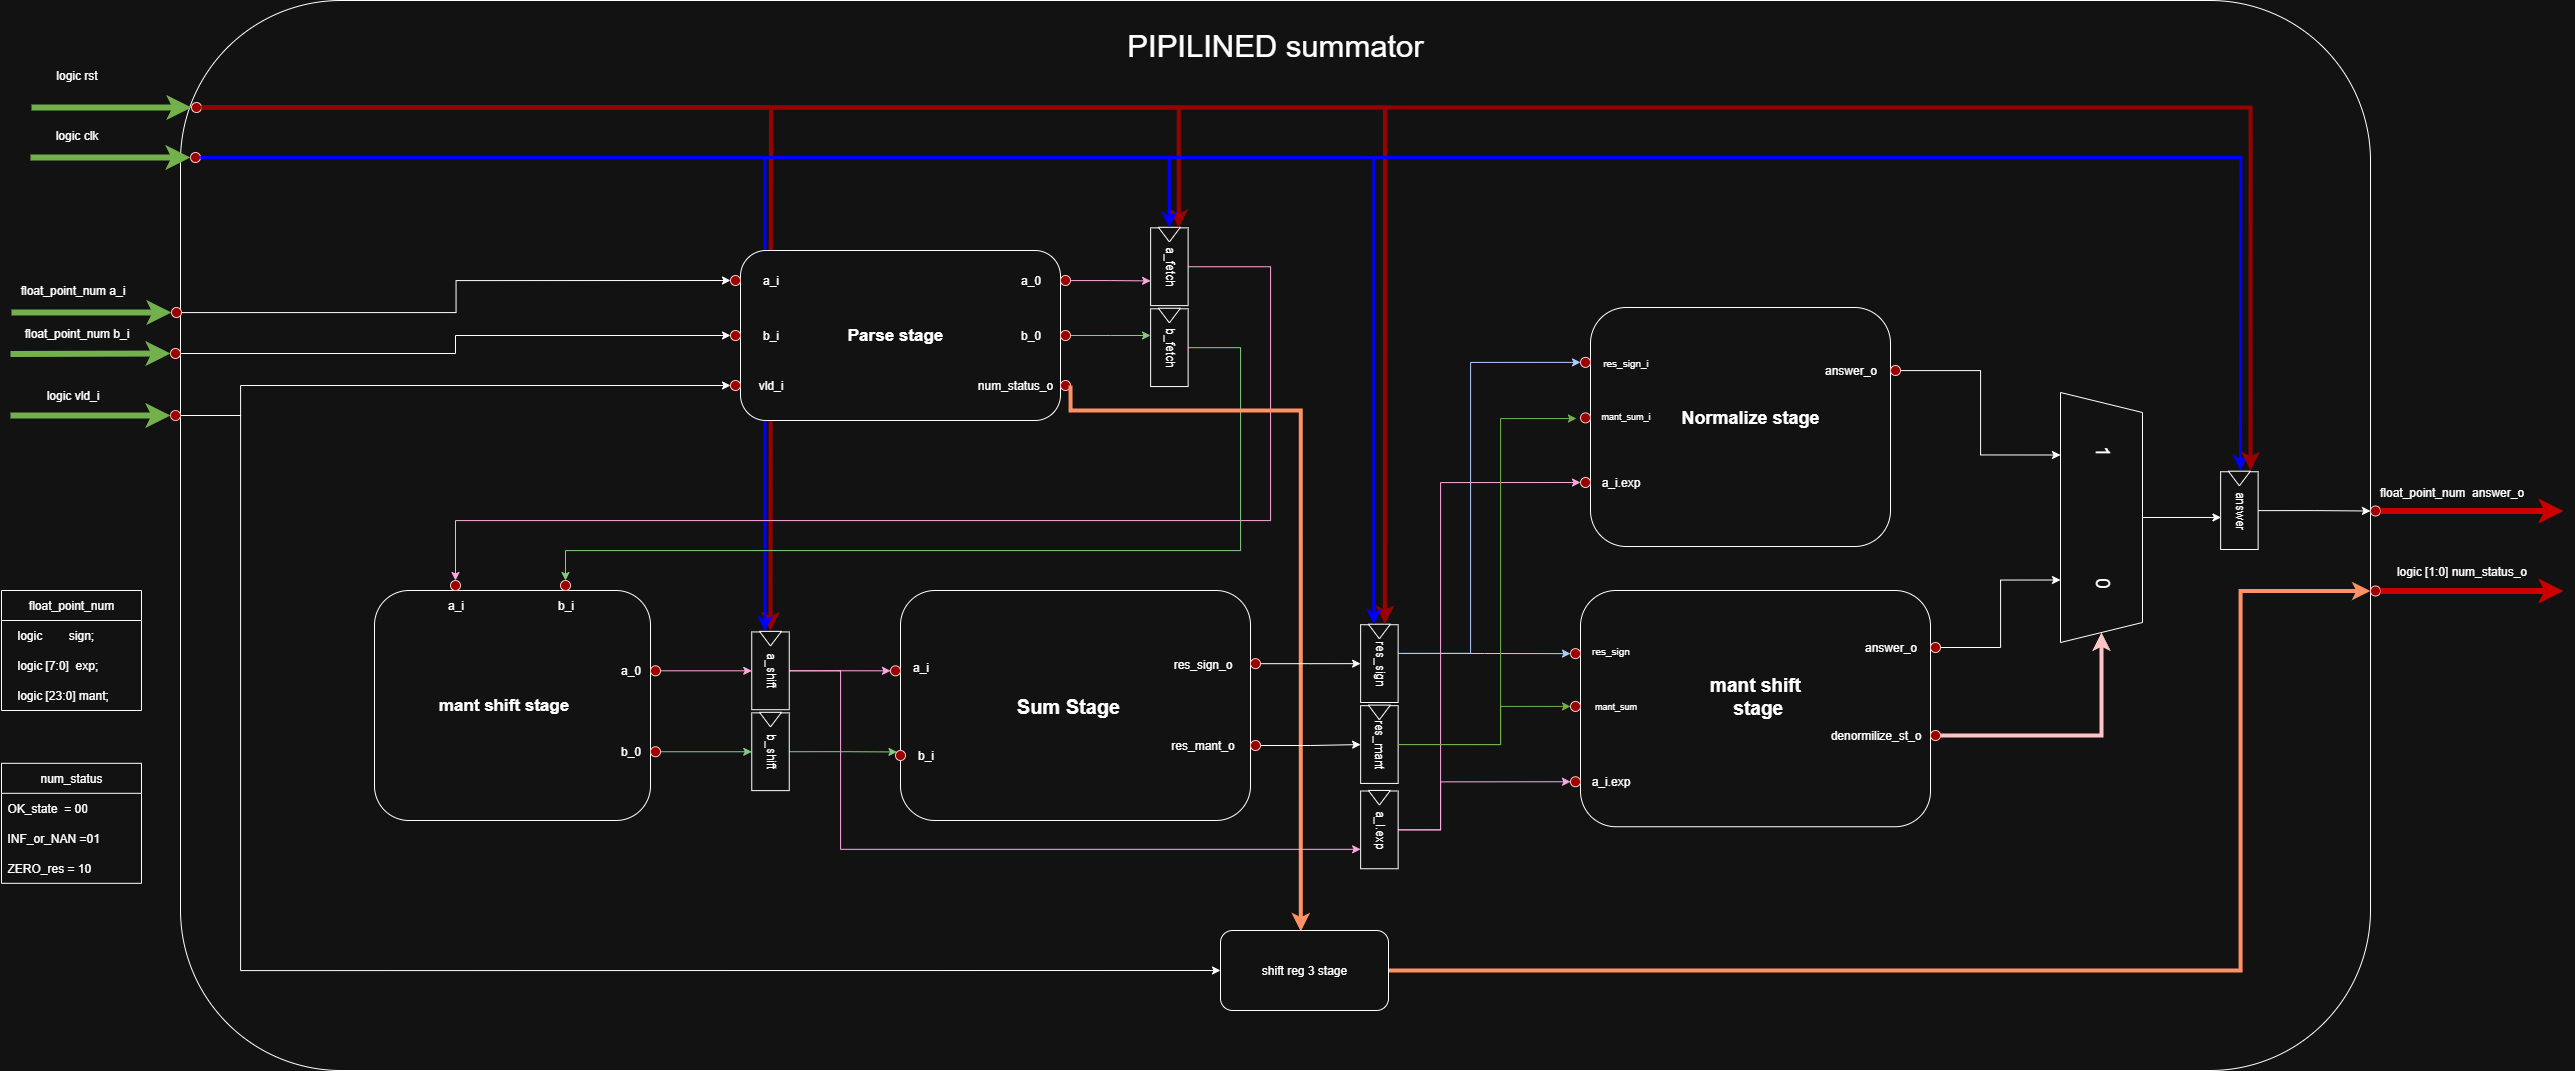 PIPILINED summator
logic rst
logic clk
float_point_num a_i
float_point_num b_i
logic vld_i
a_i
b_i
vld_i
Parse stage
a_0
b_0
num_status_o
a_fetch
b_fetch
res_sign_i
mant_sum_i
a_i.exp
Normalize stage
answer_o
1
0
answer
float_point_num answer_o
logic [1:0] num_status_o
float_point_num
logic sign;
logic [7:0] exp;
logic [23:0] mant;
num_status
OK_state = 00
INF_or_NAN =01
ZERO_res = 10
a_i
b_i
mant shift stage
a_0
b_0
a_shift
b_shift
a_i
b_i
Sum Stage
res_sign_o
res_mant_o
res_sign
res_mant
a_i.exp
res_sign
mant_sum
a_i.exp
mant shift
stage
answer_o
denormilize_st_o
shift reg 3 stage